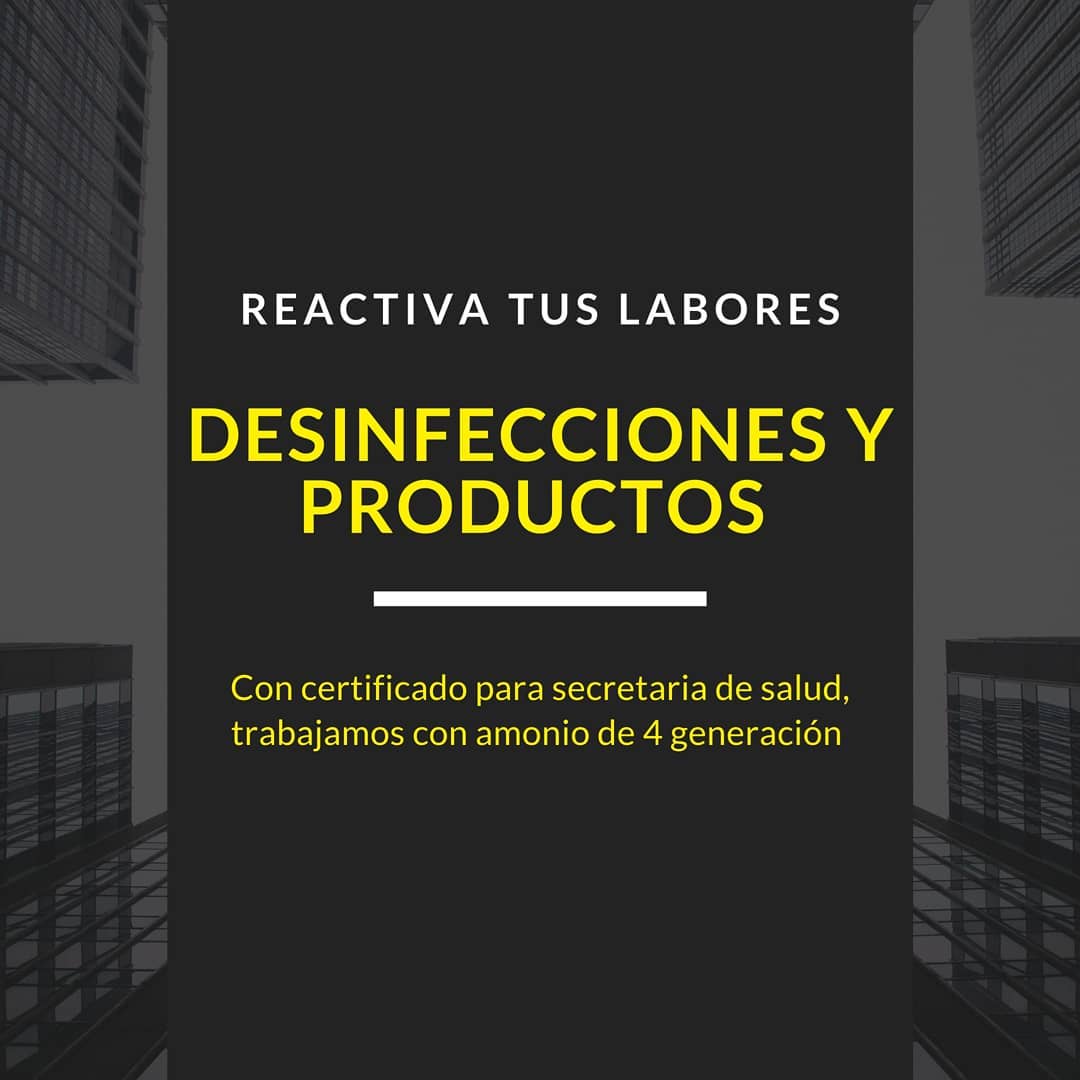 REACTIVA TUS LABORES
DESINFECCIONES Y
PRODUCTOS
Con certificado para secretaria de salud,
trabajamos con amonio de 4 generación